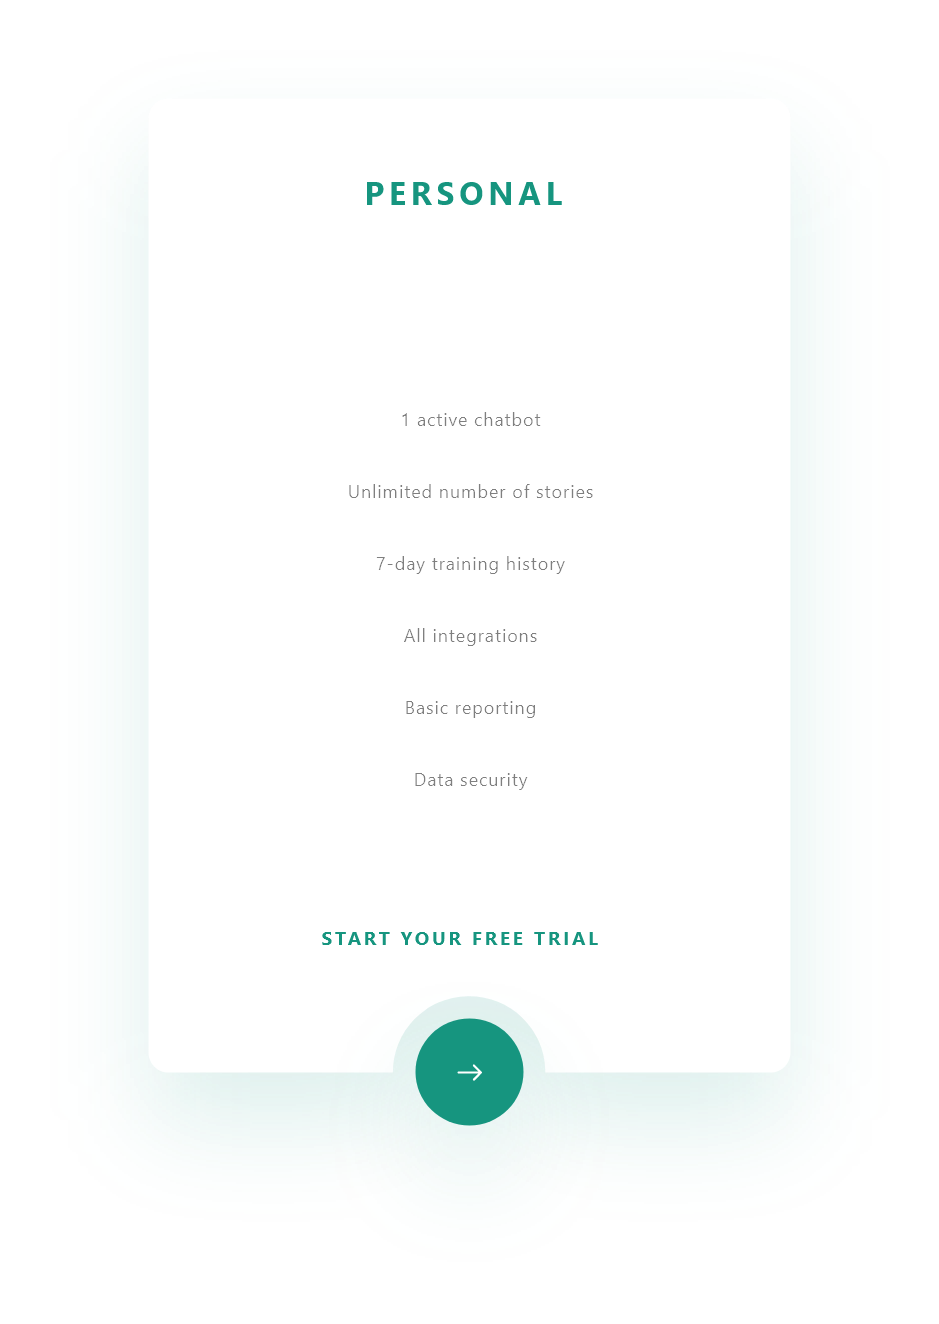 PERSONAL
1 active chatbot
Unlimited number of stories
7-day training history
All integrations
Basic reporting
Data security
START YOUR FREE TRIAL